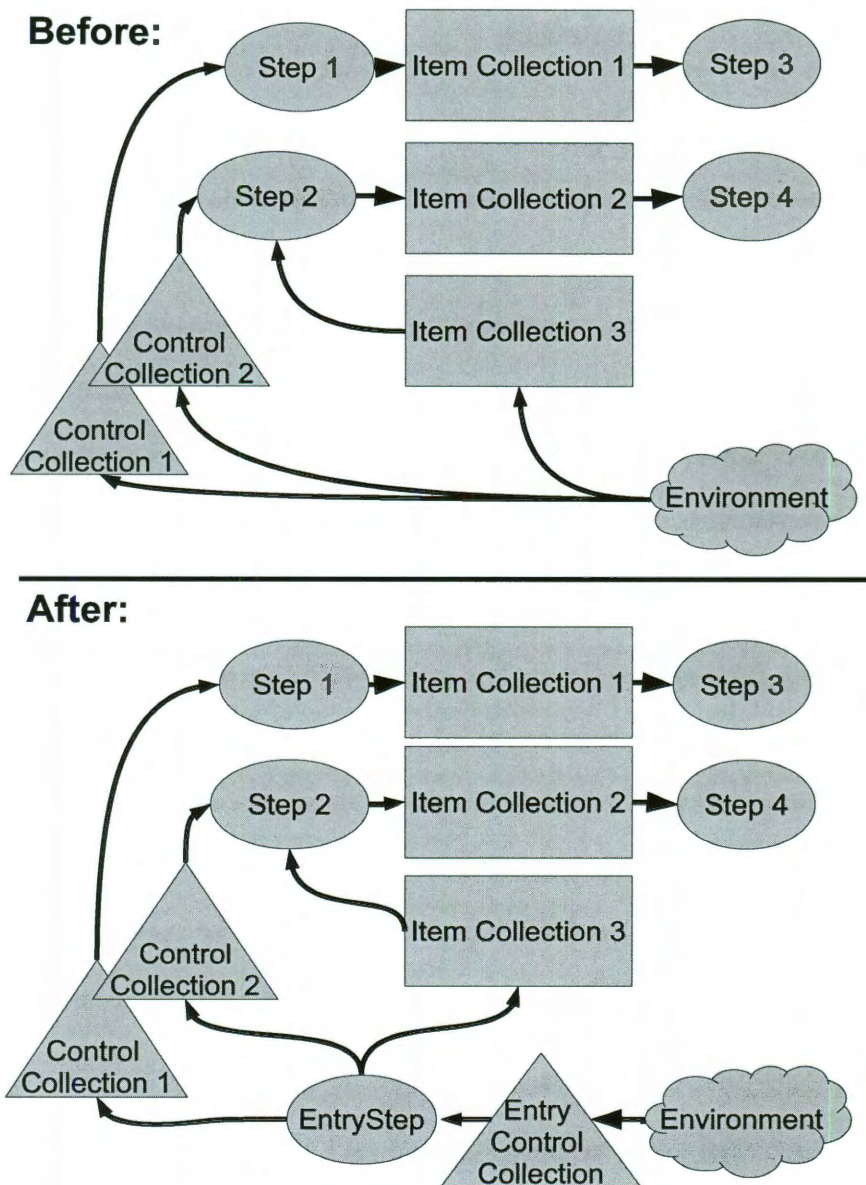 Before:
Step 1
Item Collection 1
Step 3
Step 2
Item Collection 2
Step 4
Control
Collection 2
Item Collection 3
Control
Collection 1
Environment
After:
Step 1
Item Collection 1
Step 3
Step 2
Item Collection 2
Step 4
Control
Collection 2
Item Collection 3
Control
Collection 1
EntryStep
Entry
Control
Collection
Environment